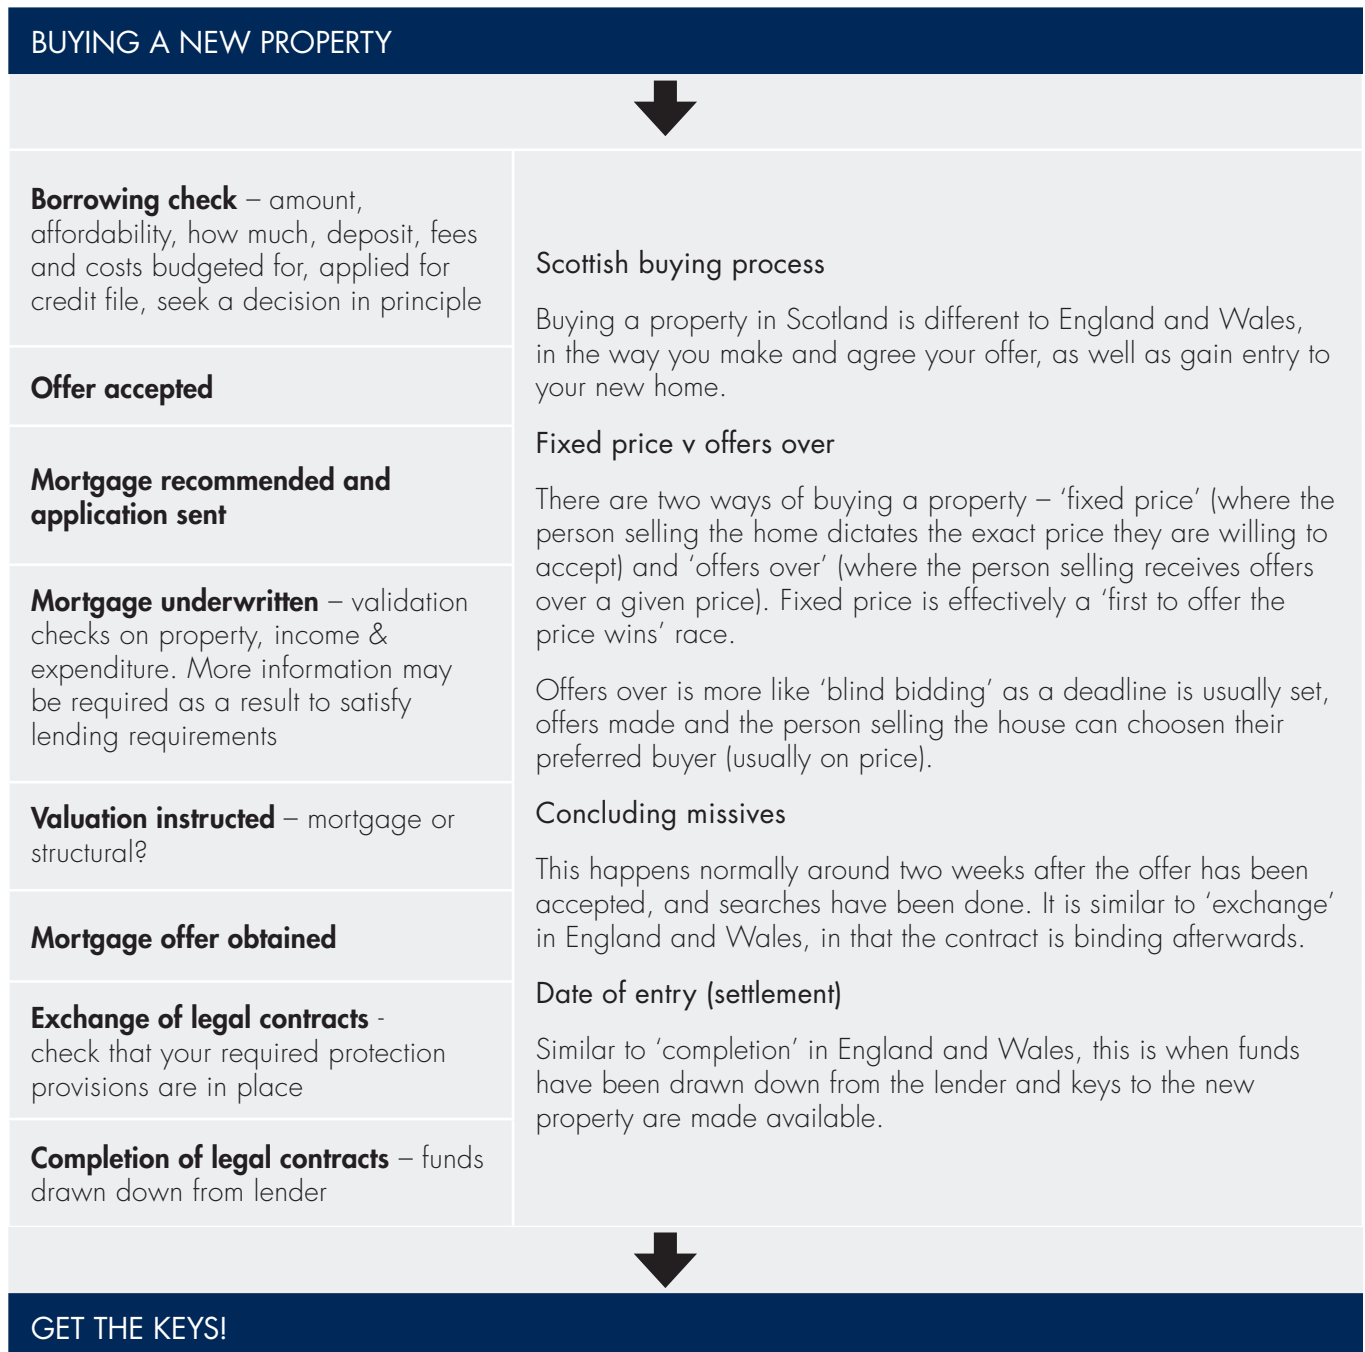 BUYING A NEW PROPERTY
Borrowing check – amount,
affordability, how much, deposit, fees
and costs budgeted for, applied for
credit file, seek a decision in principle
Offer accepted
Mortgage recommended and
application sent
Mortgage underwritten – validation
checks on property, income &
expenditure. More information may
be required as a result to satisfy
lending requirements
Valuation instructed – mortgage or
structural?
Mortgage offer obtained
Exchange of legal contracts -
check that your required protection
provisions are in place
Completion of legal contracts – funds
drawn down from lender
Scottish buying process
Buying a property in Scotland is different to England and Wales,
in the way you make and agree your offer, as well as gain entry to
your new home.
Fixed price v offers over
There are two ways of buying a property – ‘fixed price’ (where the
person selling the home dictates the exact price they are willing to
accept) and ‘offers over’ (where the person selling receives offers
over a given price). Fixed price is effectively a ‘first to offer the
price wins’ race.
Offers over is more like ‘blind bidding’ as a deadline is usually set,
offers made and the person selling the house can choosen their
preferred buyer (usually on price).
Concluding missives
This happens normally around two weeks after the offer has been
accepted, and searches have been done. It is similar to ‘exchange’
in England and Wales, in that the contract is binding afterwards.
Date of entry (settlement)
Similar to ‘completion’ in England and Wales, this is when funds
have been drawn down from the lender and keys to the new
property are made available.
GET THE KEYS!